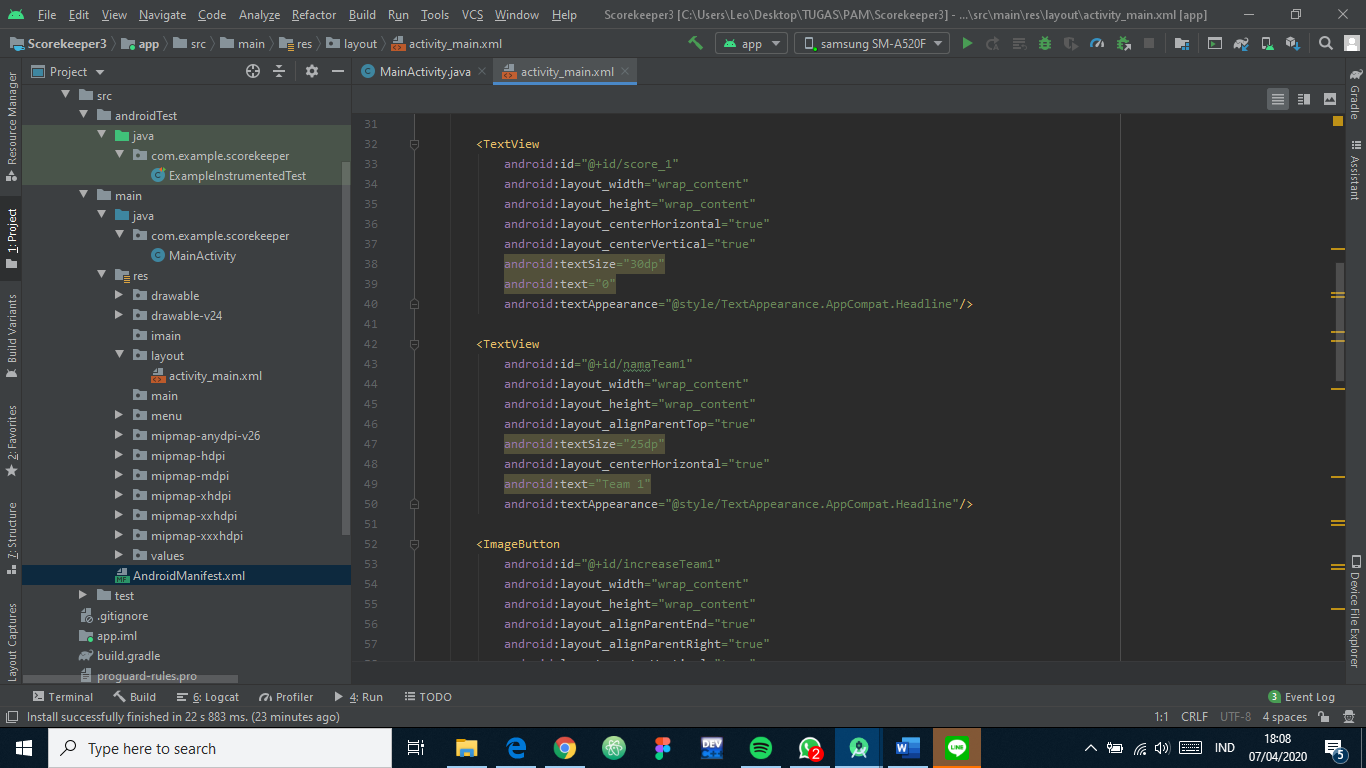 File Edit View Navigate Code Analyze Refactor Build Run Tools VCS Window Help Scorekeeper3 [C:\Users\Leo\Desktop\TUGAS\PAM\Scorekeeper3] - ...\src\main\res\layout\activity_main.xml [app]
Scorekeeper3 app src main res layout activity_main.xml app samsung SM-A520F
Project
MainActivity.java activity_main.xml
Resource Manager
1: Project
Build Variants
2: Favorites
7: Structure
Layout Captures
src
androidTest
java
com.example.scorekeeper
ExampleInstrumentedTest
main
java
com.example.scorekeeper
MainActivity
res
drawable
drawable-v24
imain
layout
activity_main.xml
main
menu
mipmap-anydpi-v26
mipmap-hdpi
mipmap-mdpi
mipmap-xhdpi
mipmap-xxhdpi
mipmap-xxxhdpi
values
AndroidManifest.xml
test
.gitignore
app.iml
build.gradle
proguard-rules.pro
31
32 <TextView
33 android:id="@+id/score_1"
34 android:layout_width="wrap_content"
35 android:layout_height="wrap_content"
36 android:layout_centerHorizontal="true"
37 android:layout_centerVertical="true"
38 android:textSize="30dp"
39 android:text="0"
40 android:textAppearance="@style/TextAppearance.AppCompat.Headline"/>
41
42 <TextView
43 android:id="@+id/namaTeam1"
44 android:layout_width="wrap_content"
45 android:layout_height="wrap_content"
46 android:layout_alignParentTop="true"
47 android:textSize="25dp"
48 android:layout_centerHorizontal="true"
49 android:text="Team 1"
50 android:textAppearance="@style/TextAppearance.AppCompat.Headline"/>
51
52 <ImageButton
53 android:id="@+id/increaseTeam1"
54 android:layout_width="wrap_content"
55 android:layout_height="wrap_content"
56 android:layout_alignParentEnd="true"
57 android:layout_alignParentRight="true"
Gradle
Assistant
Device File Explorer
Terminal Build 6: Logcat Profiler 4: Run TODO 3 Event Log
Install successfully finished in 22 s 883 ms. (23 minutes ago) 1:1 CRLF UTF-8 4 spaces
Type here to search
DEV
2
W
LINE
IND
18:08
07/04/2020
5